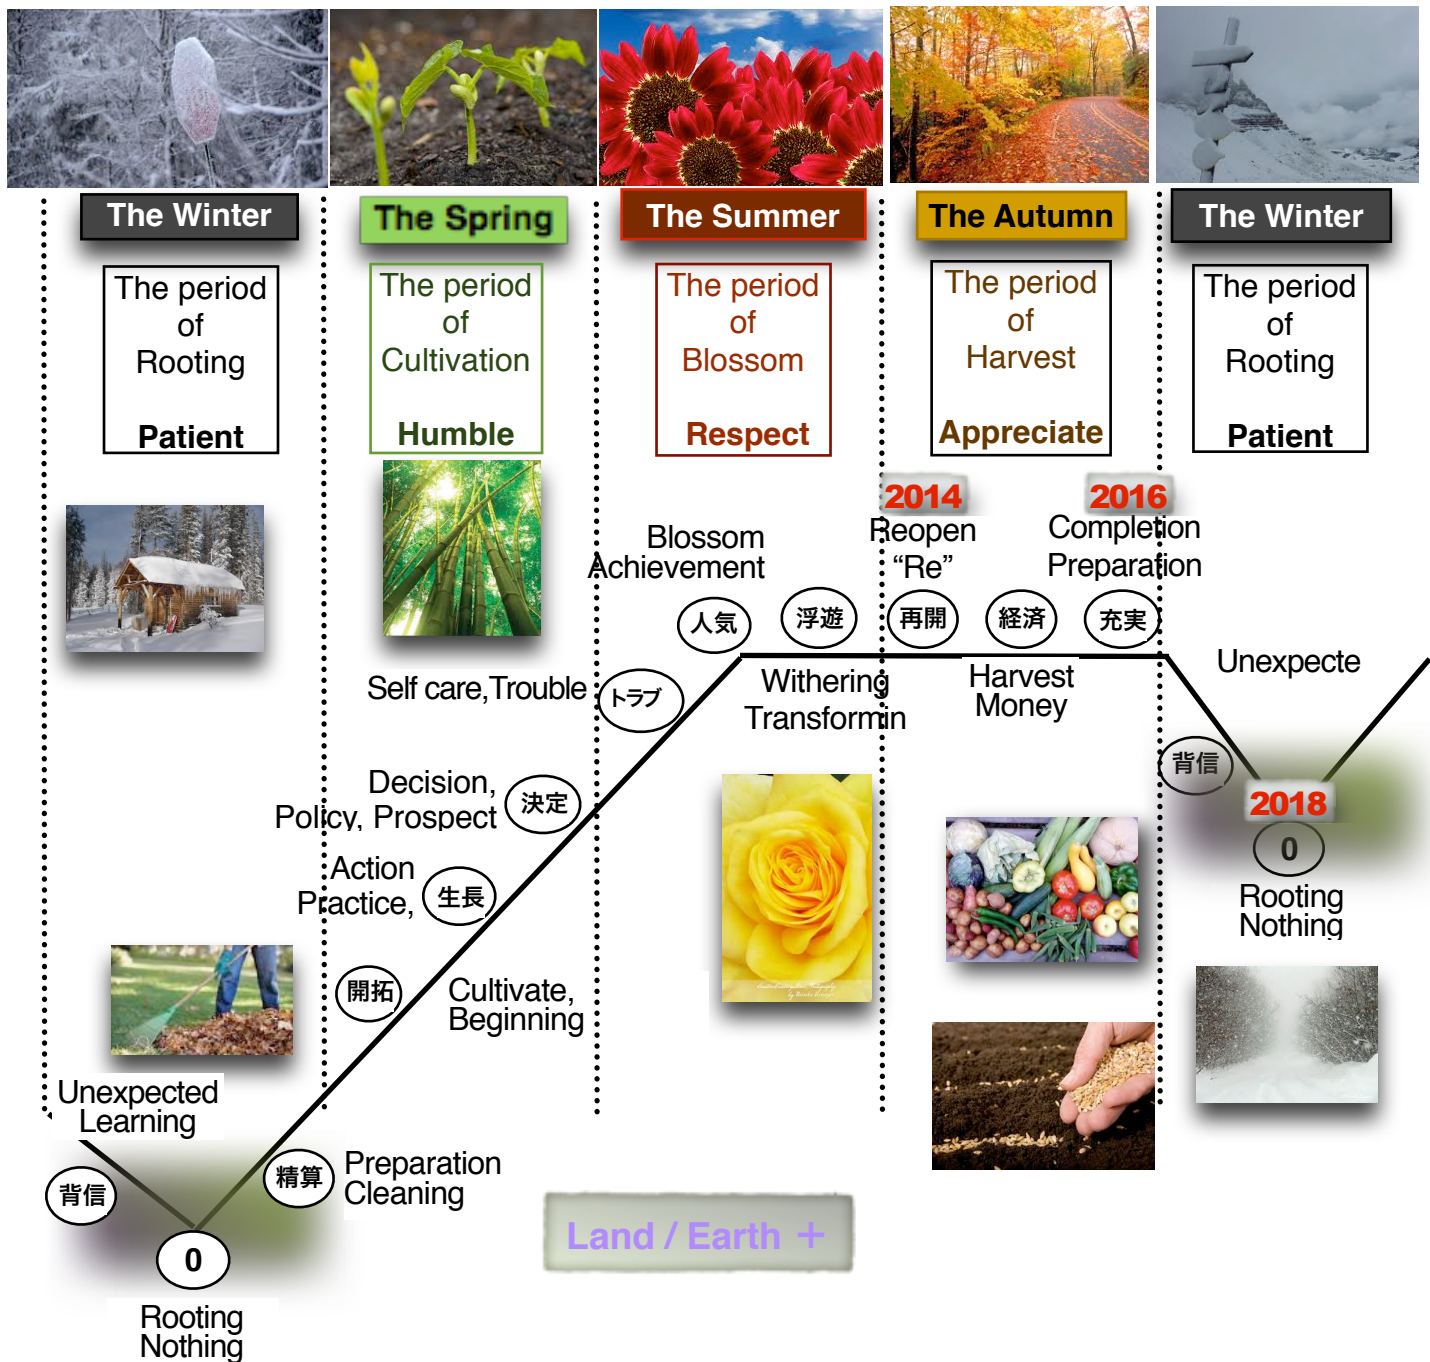 The Winter
The Spring
The Summer
The Autumn
The Winter
The period
of
Rooting
Patient
The period
of
Cultivation
Humble
The period
of
Blossom
Respect
The period
of
Harvest
Appreciate
The period
of
Rooting
Patient
2014
Reopen
“Re”
2016
Completion
Preparation
Blossom
Achievement
人気
浮遊
再開
経済
充実
Self care,Trouble
トラブ
Withering
Transformin
Harvest
Money
Unexpecte
背信
2018
0
Rooting
Nothing
Decision,
Policy, Prospect
決定
Action
Practice,
生長
開拓
Cultivate,
Beginning
Unexpected
Learning
背信
精算
Preparation
Cleaning
0
Rooting
Nothing
Land / Earth ＋